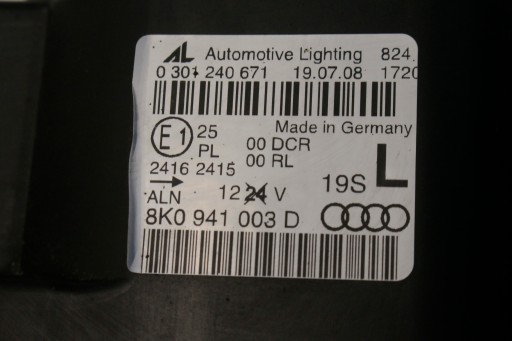 AL Automotive Lighting 824.
0 301 240 671 19.07.08 1720
Made in Germany
E1 25 00 DCR
PL 00 RL
2416 2415
→ 19S L
ALN 12 24 V
8K0 941 003 D